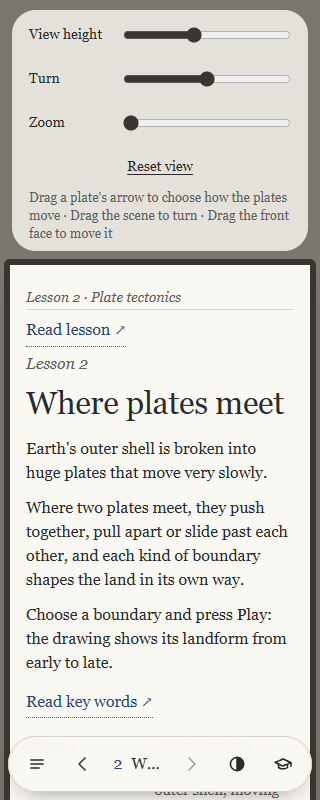 View height
Turn
Zoom
Reset view
Drag a plate's arrow to choose how the plates
move · Drag the scene to turn · Drag the front
face to move it
Lesson 2 · Plate tectonics
Read lesson ↗
Lesson 2
Where plates meet
Earth's outer shell is broken into
huge plates that move very slowly.
Where two plates meet, they push
together, pull apart or slide past each
other, and each kind of boundary
shapes the land in its own way.
Choose a boundary and press Play:
the drawing shows its landform from
early to late.
Read key words ↗
2 W...
outer shell, moving